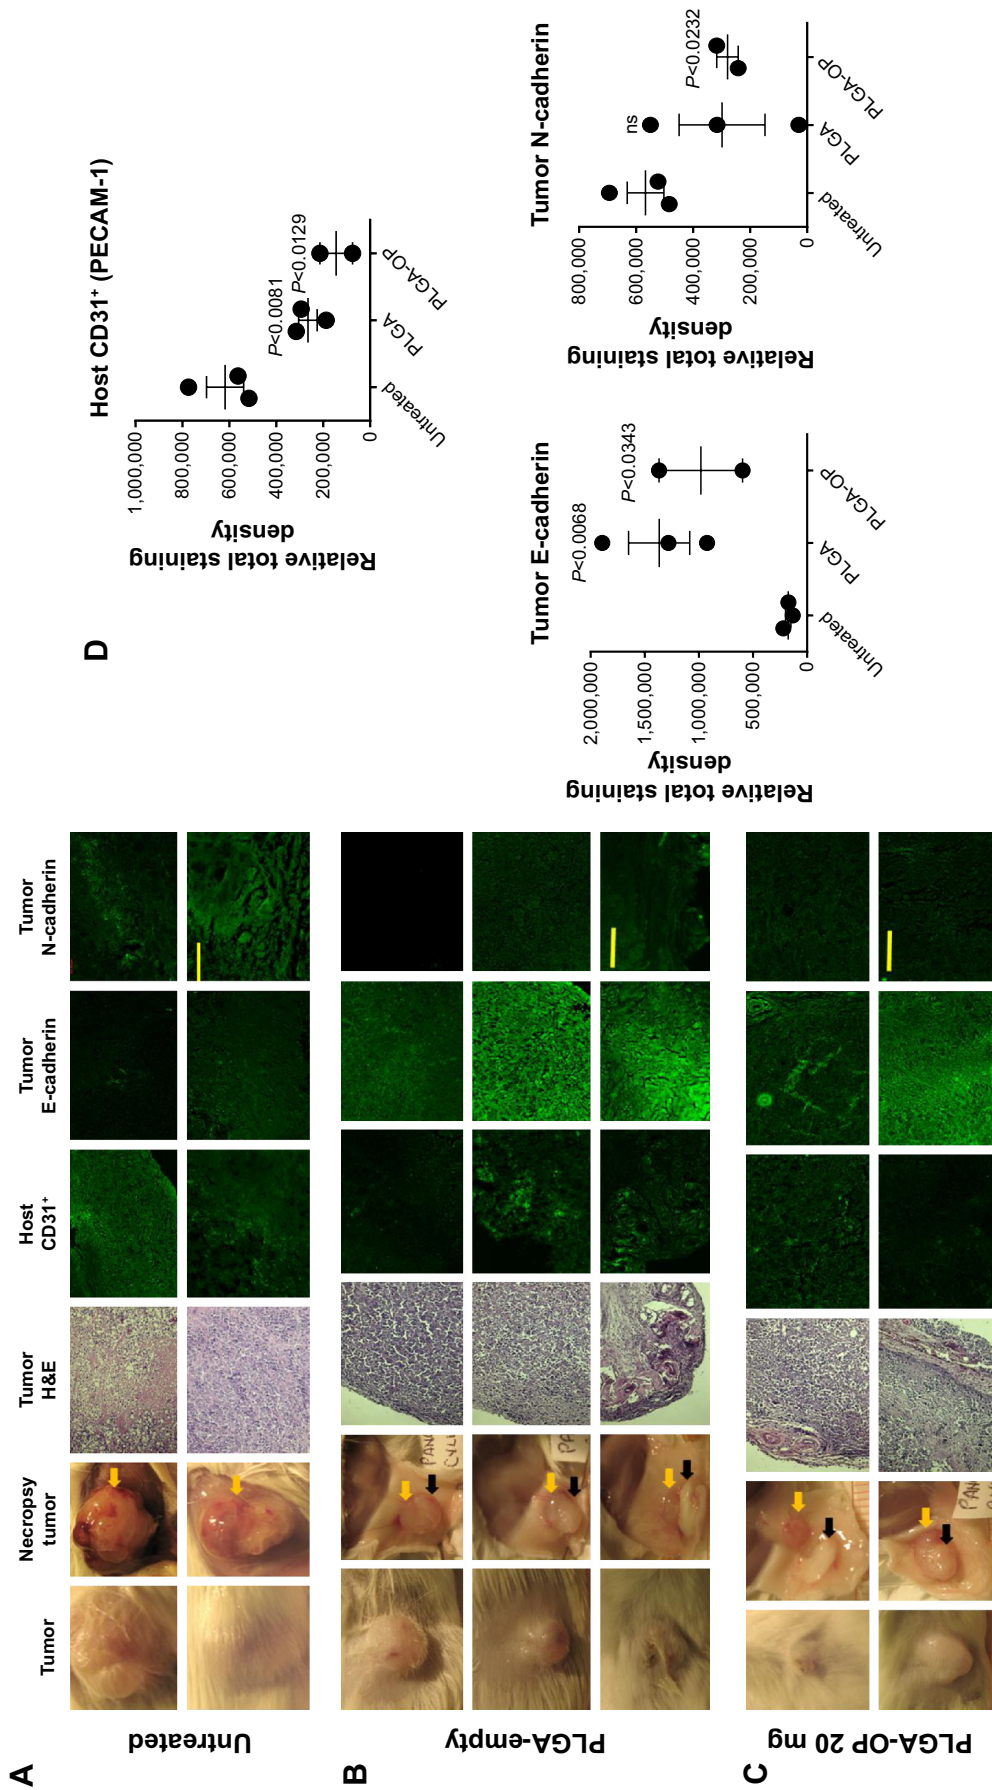 A
Untreated
Tumor
Necropsy
tumor
Tumor
H&E
Host
CD31⁺
Tumor
E-cadherin
Tumor
N-cadherin
B
PLGA-empty
PANC
CYLI
PA
C
PLGA-OP 20 mg
PAN
D
Host CD31⁺ (PECAM-1)
Relative total staining
density
1,000,000
800,000
600,000
400,000
200,000
0
P<0.0081
P<0.0129
Untreated
PLGA
PLGA-OP
Tumor E-cadherin
Relative total staining
density
2,000,000
1,500,000
1,000,000
500,000
0
P<0.0068
P<0.0343
Untreated
PLGA
PLGA-OP
Tumor N-cadherin
Relative total staining
density
800,000
600,000
400,000
200,000
0
ns
P<0.0232
Untreated
PLGA
PLGA-OP